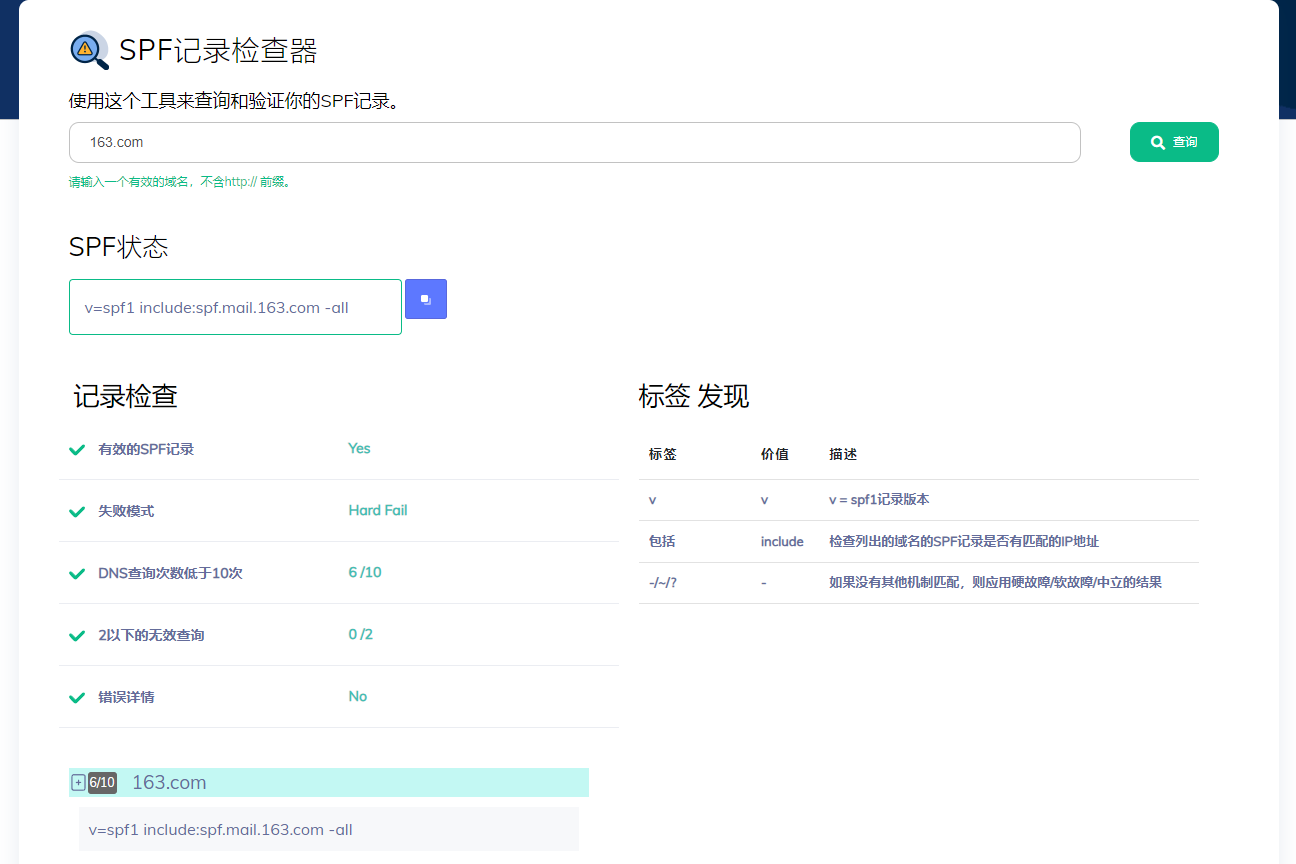 SPF记录检查器
使用这个工具来查询和验证你的SPF记录。
163.com
查询
请输入一个有效的域名，不含http:// 前缀。
SPF状态
v=spf1 include:spf.mail.163.com -all
记录检查
有效的SPF记录 Yes
失败模式 Hard Fail
DNS查询次数低于10次 6 /10
2以下的无效查询 0 /2
错误详情 No
标签 发现
标签 价值 描述
v v v = spf1记录版本
包括 include 检查列出的域名的SPF记录是否有匹配的IP地址
-/~/? - 如果没有其他机制匹配，则应用硬故障/软故障/中立的结果
6/10 163.com
v=spf1 include:spf.mail.163.com -all